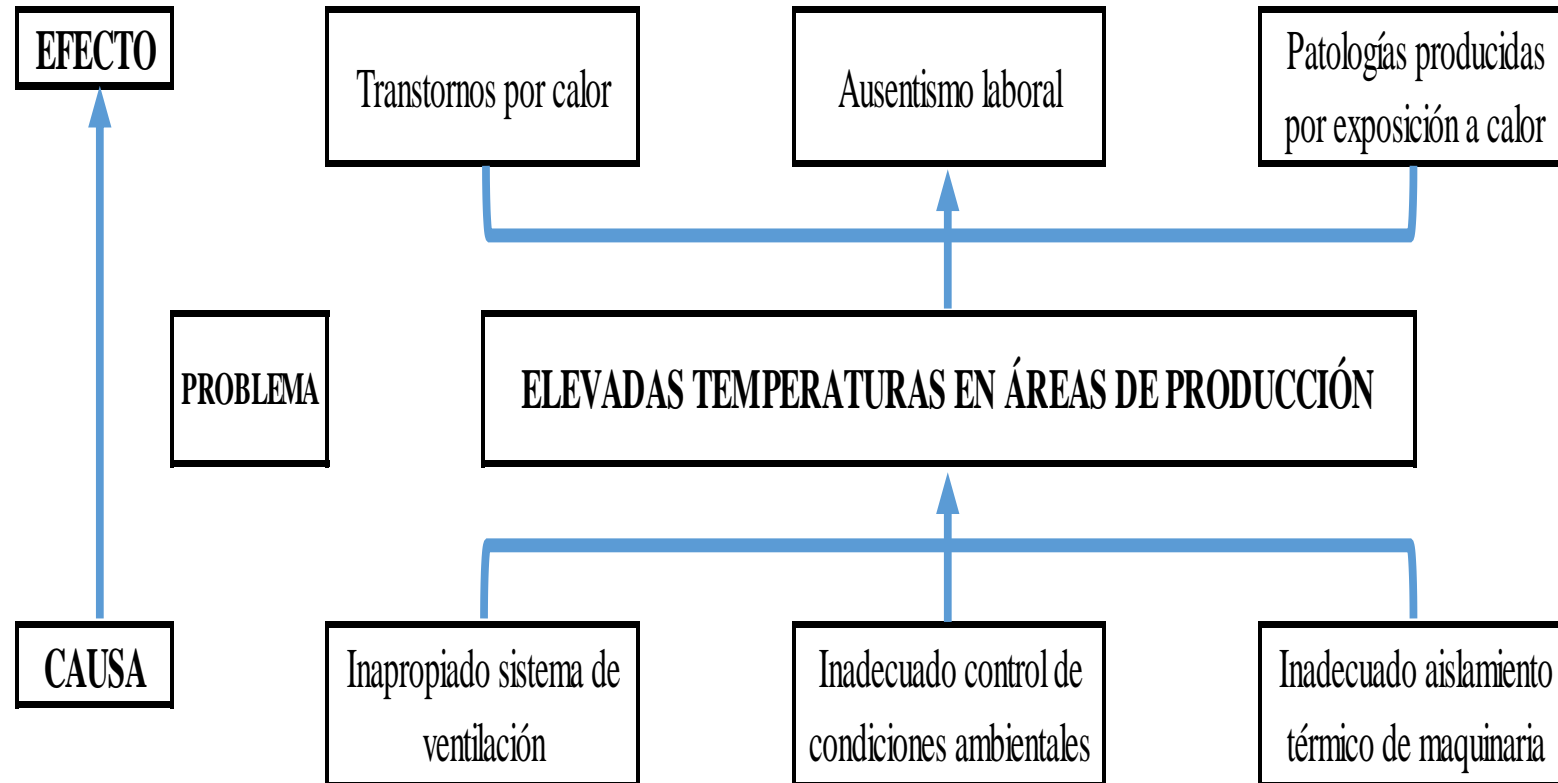 EFECTO
Transtornos por calor
Ausentismo laboral
Patologías producidas
por exposición a calor
PROBLEMA
ELEVADAS TEMPERATURAS EN ÁREAS DE PRODUCCIÓN
CAUSA
Inapropiado sistema de
ventilación
Inadecuado control de
condiciones ambientales
Inadecuado aislamiento
térmico de maquinaria